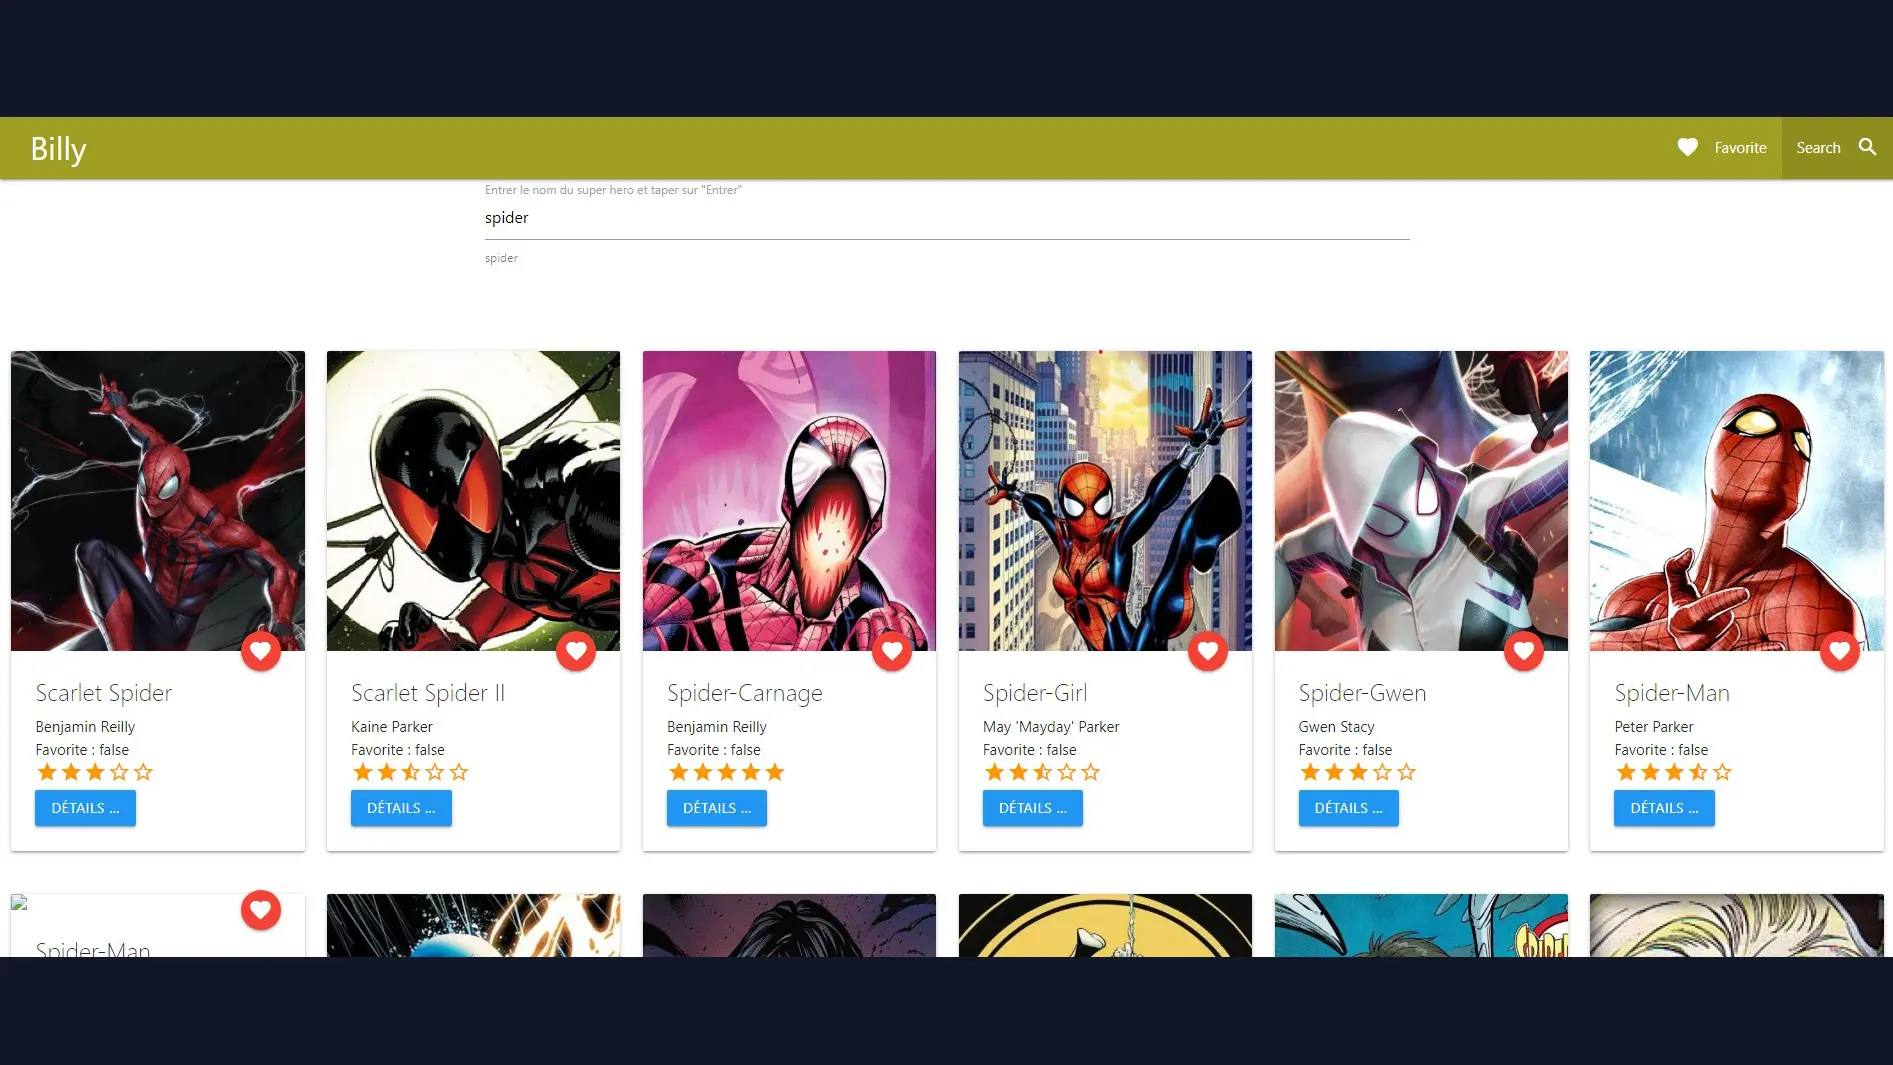 Billy
Favorite
Search
Entrer le nom du super hero et taper sur "Entrer"
spider
spider
Scarlet Spider
Benjamin Reilly
Favorite : false
DÉTAILS ...
Scarlet Spider II
Kaine Parker
Favorite : false
DÉTAILS ...
Spider-Carnage
Benjamin Reilly
Favorite : false
DÉTAILS ...
Spider-Girl
May 'Mayday' Parker
Favorite : false
DÉTAILS ...
Spider-Gwen
Gwen Stacy
Favorite : false
DÉTAILS ...
Spider-Man
Peter Parker
Favorite : false
DÉTAILS ...
Spider-Man